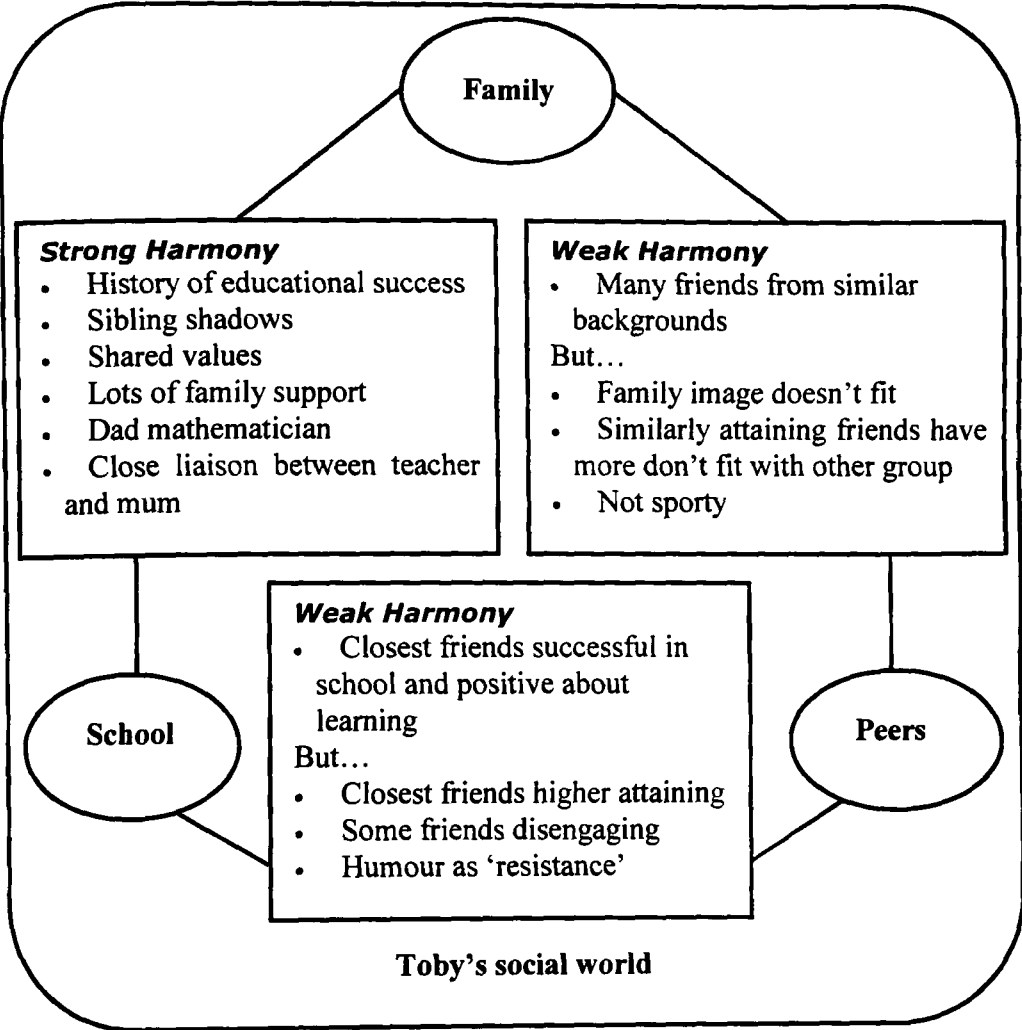 Family
Strong Harmony
• History of educational success
• Sibling shadows
• Shared values
• Lots of family support
• Dad mathematician
• Close liaison between teacher
and mum
Weak Harmony
• Many friends from similar
backgrounds
But...
• Family image doesn't fit
• Similarly attaining friends have
more don't fit with other group
• Not sporty
Weak Harmony
• Closest friends successful in
school and positive about
learning
But...
• Closest friends higher attaining
• Some friends disengaging
• Humour as 'resistance'
School
Peers
Toby's social world